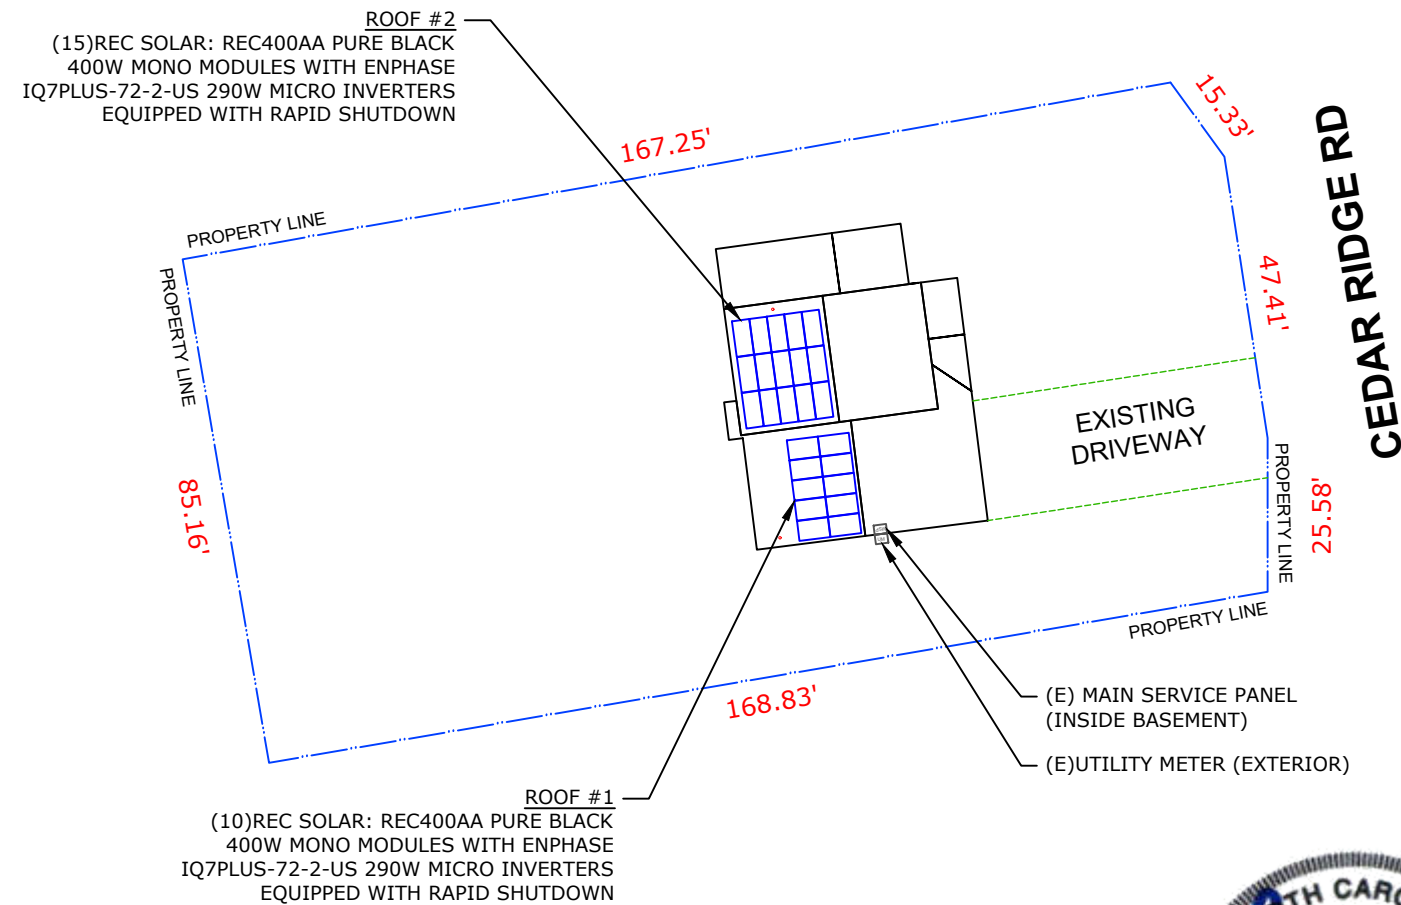 ROOF #2
(15)REC SOLAR: REC400AA PURE BLACK
400W MONO MODULES WITH ENPHASE
IQ7PLUS-72-2-US 290W MICRO INVERTERS
EQUIPPED WITH RAPID SHUTDOWN
15.33'
167.25'
CEDAR RIDGE RD
PROPERTY LINE
PROPERTY LINE
47.41'
EXISTING
DRIVEWAY
85.16'
PROPERTY LINE
25.58'
PROPERTY LINE
168.83'
(E) MAIN SERVICE PANEL
(INSIDE BASEMENT)
(E)UTILITY METER (EXTERIOR)
ROOF #1
(10)REC SOLAR: REC400AA PURE BLACK
400W MONO MODULES WITH ENPHASE
IQ7PLUS-72-2-US 290W MICRO INVERTERS
EQUIPPED WITH RAPID SHUTDOWN
TH CARO